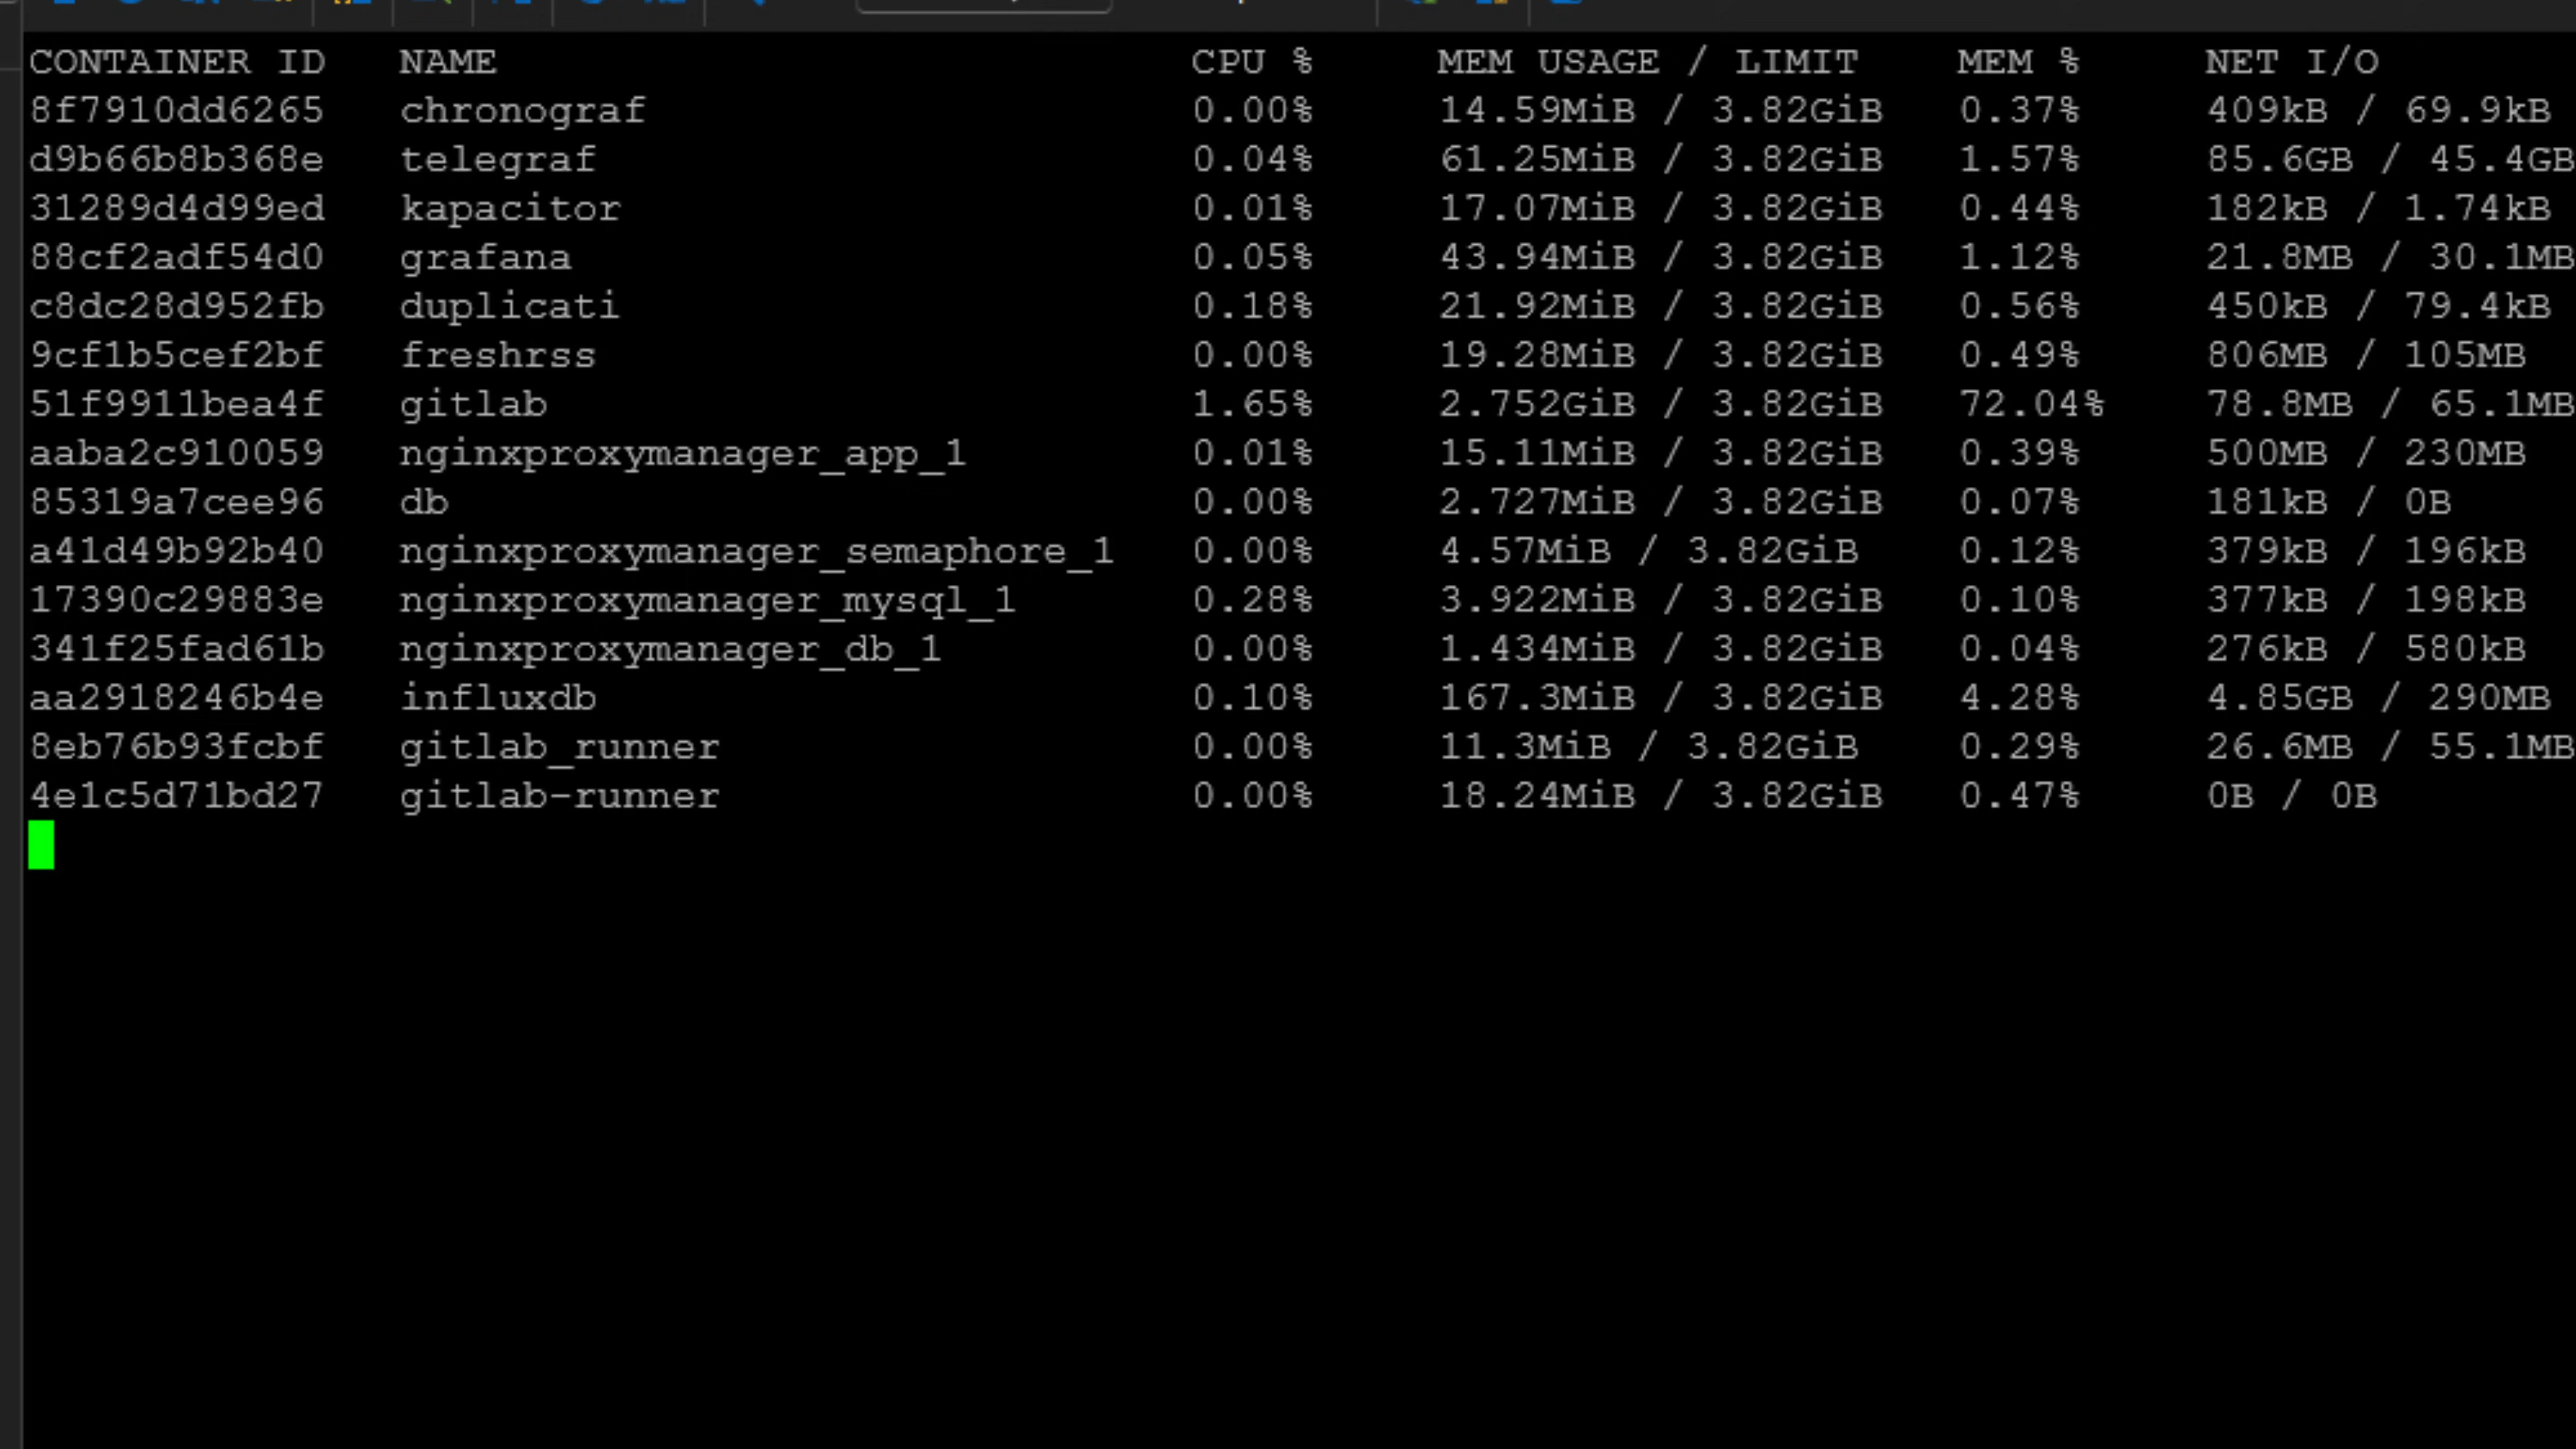 CONTAINER ID NAME CPU % MEM USAGE / LIMIT MEM % NET I/O
8f7910dd6265 chronograf 0.00% 14.59MiB / 3.82GiB 0.37% 409kB / 69.9kB
d9b66b8b368e telegraf 0.04% 61.25MiB / 3.82GiB 1.57% 85.6GB / 45.4GB
31289d4d99ed kapacitor 0.01% 17.07MiB / 3.82GiB 0.44% 182kB / 1.74kB
88cf2adf54d0 grafana 0.05% 43.94MiB / 3.82GiB 1.12% 21.8MB / 30.1MB
c8dc28d952fb duplicati 0.18% 21.92MiB / 3.82GiB 0.56% 450kB / 79.4kB
9cf1b5cef2bf freshrss 0.00% 19.28MiB / 3.82GiB 0.49% 806MB / 105MB
51f9911bea4f gitlab 1.65% 2.752GiB / 3.82GiB 72.04% 78.8MB / 65.1MB
aaba2c910059 nginxproxymanager_app_1 0.01% 15.11MiB / 3.82GiB 0.39% 500MB / 230MB
85319a7cee96 db 0.00% 2.727MiB / 3.82GiB 0.07% 181kB / 0B
a41d49b92b40 nginxproxymanager_semaphore_1 0.00% 4.57MiB / 3.82GiB 0.12% 379kB / 196kB
17390c29883e nginxproxymanager_mysql_1 0.28% 3.922MiB / 3.82GiB 0.10% 377kB / 198kB
341f25fad61b nginxproxymanager_db_1 0.00% 1.434MiB / 3.82GiB 0.04% 276kB / 580kB
aa2918246b4e influxdb 0.10% 167.3MiB / 3.82GiB 4.28% 4.85GB / 290MB
8eb76b93fcbf gitlab_runner 0.00% 11.3MiB / 3.82GiB 0.29% 26.6MB / 55.1MB
4e1c5d71bd27 gitlab-runner 0.00% 18.24MiB / 3.82GiB 0.47% 0B / 0B